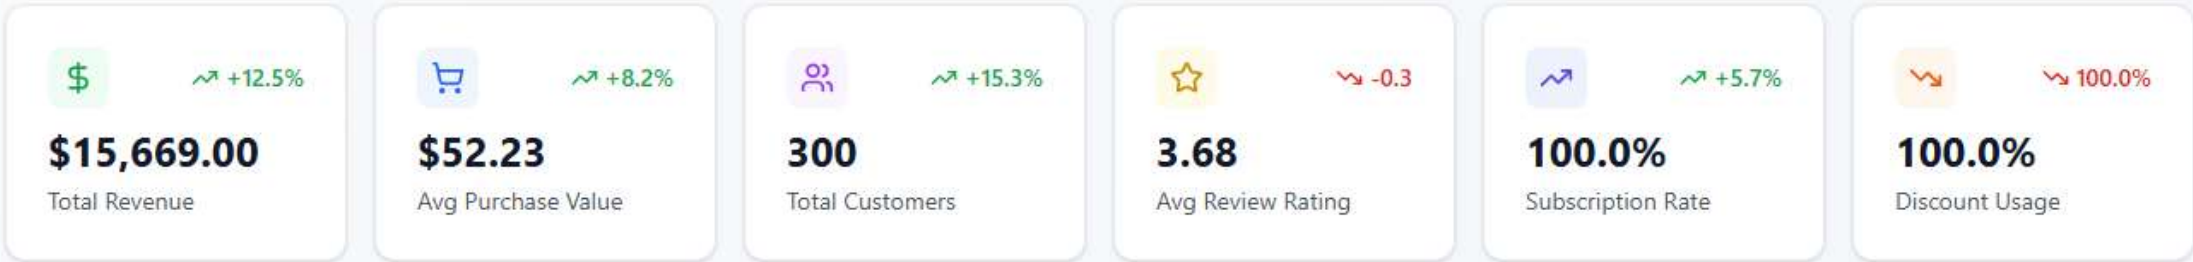 +12.5%
$15,669.00
Total Revenue
+8.2%
$52.23
Avg Purchase Value
+15.3%
300
Total Customers
-0.3
3.68
Avg Review Rating
+5.7%
100.0%
Subscription Rate
100.0%
100.0%
Discount Usage